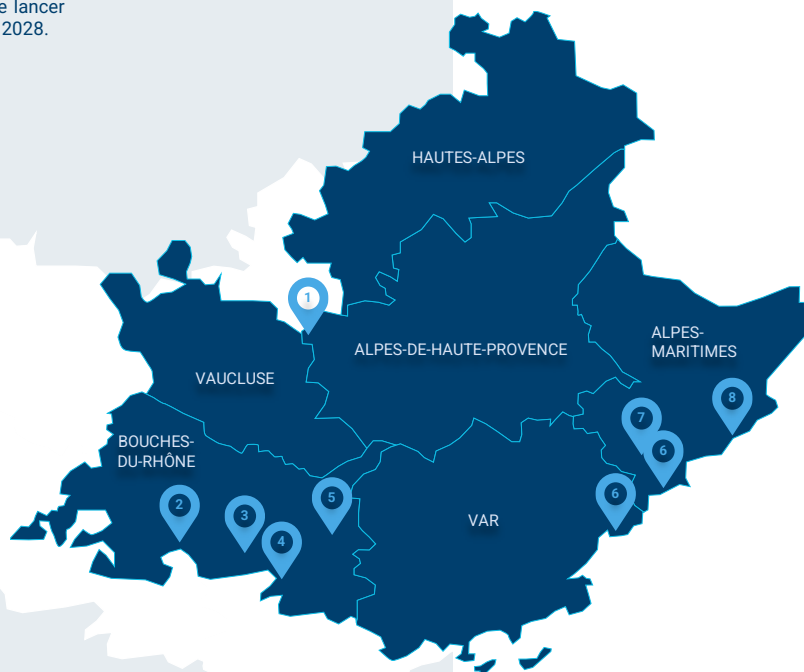 e lancer
2028.
HAUTES-ALPES
1
ALPES-DE-HAUTE-PROVENCE
ALPES-
MARITIMES
VAUCLUSE
8
7
BOUCHES-
DU-RHÔNE
6
5
6
2
3
VAR
4